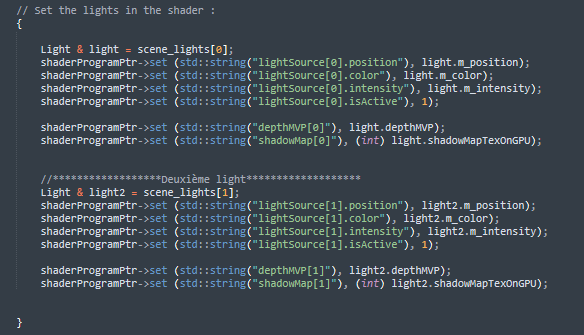 // Set the lights in the shader :
{
Light & light = scene_lights[0];
shaderProgramPtr->set (std::string("lightSource[0].position"), light.m_position);
shaderProgramPtr->set (std::string("lightSource[0].color"), light.m_color);
shaderProgramPtr->set (std::string("lightSource[0].intensity"), light.m_intensity);
shaderProgramPtr->set (std::string("lightSource[0].isActive"), 1);
shaderProgramPtr->set (std::string("depthMVP[0]"), light.depthMVP);
shaderProgramPtr->set (std::string("shadowMap[0]"), (int) light.shadowMapTexOnGPU);
//******************Deuxième light*******************
Light & light2 = scene_lights[1];
shaderProgramPtr->set (std::string("lightSource[1].position"), light2.m_position);
shaderProgramPtr->set (std::string("lightSource[1].color"), light2.m_color);
shaderProgramPtr->set (std::string("lightSource[1].intensity"), light2.m_intensity);
shaderProgramPtr->set (std::string("lightSource[1].isActive"), 1);
shaderProgramPtr->set (std::string("depthMVP[1]"), light2.depthMVP);
shaderProgramPtr->set (std::string("shadowMap[1]"), (int) light2.shadowMapTexOnGPU);
}